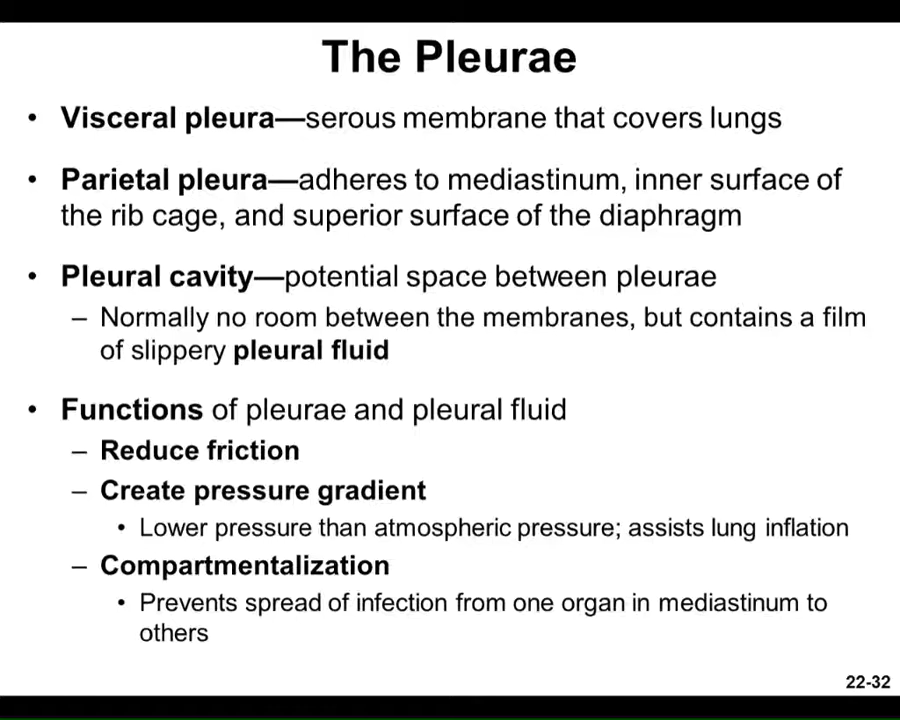 The Pleurae
• Visceral pleura—serous membrane that covers lungs
• Parietal pleura—adheres to mediastinum, inner surface of
the rib cage, and superior surface of the diaphragm
• Pleural cavity—potential space between pleurae
– Normally no room between the membranes, but contains a film
of slippery pleural fluid
• Functions of pleurae and pleural fluid
– Reduce friction
– Create pressure gradient
• Lower pressure than atmospheric pressure; assists lung inflation
– Compartmentalization
• Prevents spread of infection from one organ in mediastinum to
others
22-32